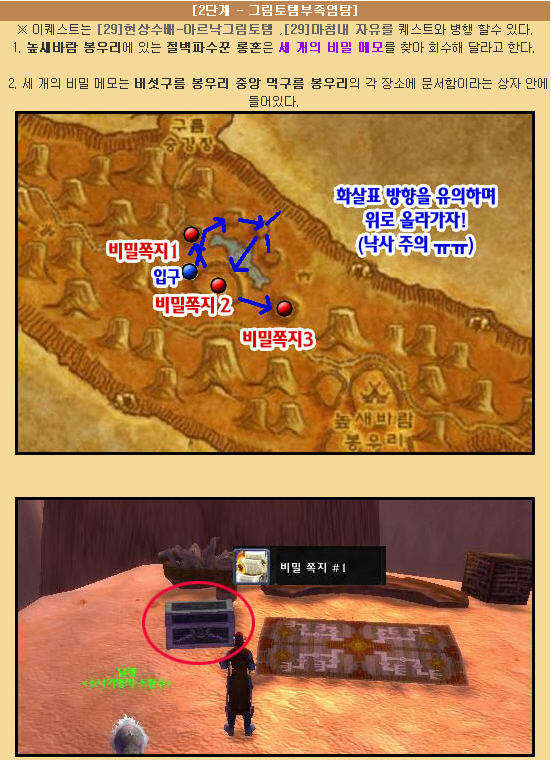 [2단계 - 그림토템부족염탐]
※ 이퀘스트는 [29]현상수배-아르낙그림토템 ,[29]마침내 자유를 퀘스트와 병행 할수 있다.
1. 높새바람 봉우리에 있는 절벽파수꾼 롱혼은 세 개의 비밀 메모를 찾아 회수해 달라고 한다.
2. 세 개의 비밀 메모는 버섯구름 봉우리 중앙 먹구름 봉우리의 각 장소에 문서함이라는 상자 안에
들어있다.
구름
승강장
화살표 방향을 유의하며
위로 올라가자!
(낙사 주의 ㅠㅠ)
비밀쪽지1
입구
비밀쪽지 2
비밀쪽지3
높새바람
봉우리
비밀 쪽지 #1